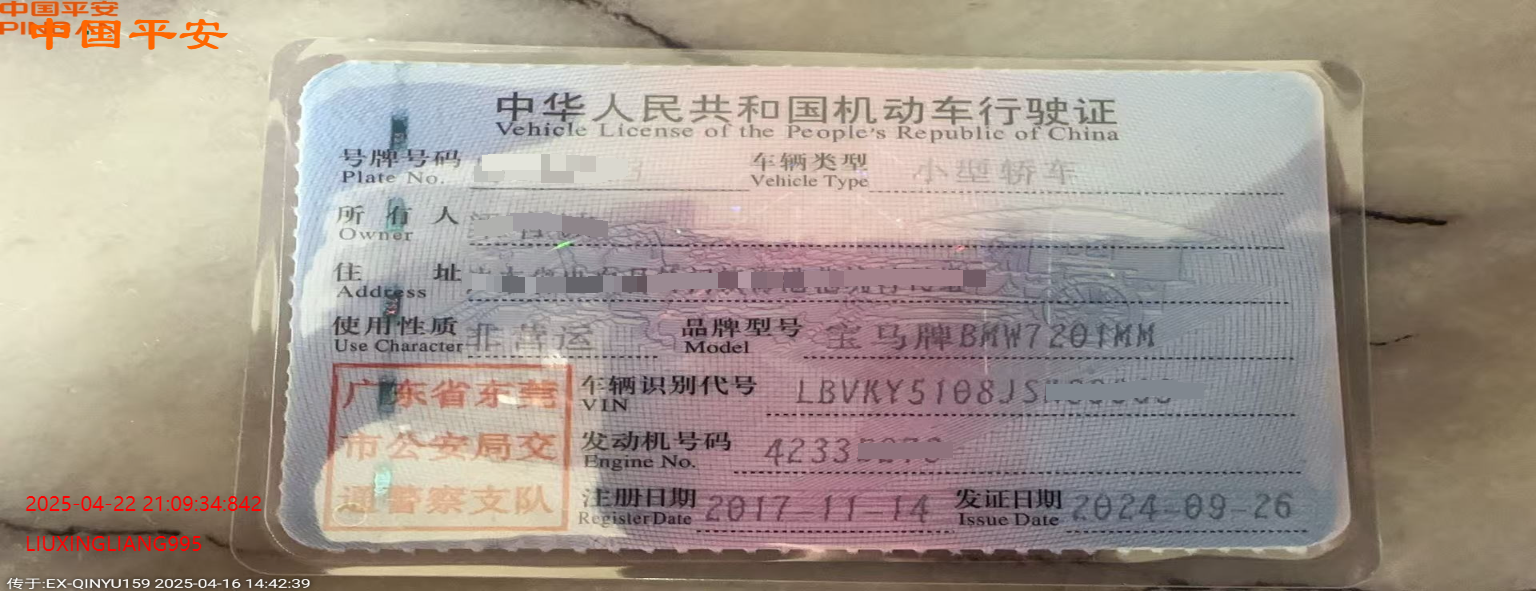 中国平安
中国平安
中华人民共和国机动车行驶证
Vehicle License of the People's Republic of China
号牌号码 车辆类型 小型轿车
Plate No. Vehicle Type
所有人
Owner
住址
Address
使用性质 非营运 品牌型号 宝马牌BMW7201MM
Use Character Model
广东省东莞 车辆识别代号 LBVKY5108JS
VIN
市公安局交 发动机号码 4233
Engine No.
通警察支队 注册日期 2017-11-14 发证日期 2024-09-26
Register Date Issue Date
2025-04-22 21:09:34:842
LIUXINGLIANG995
传于:EX-QINYU159 2025-04-16 14:42:39